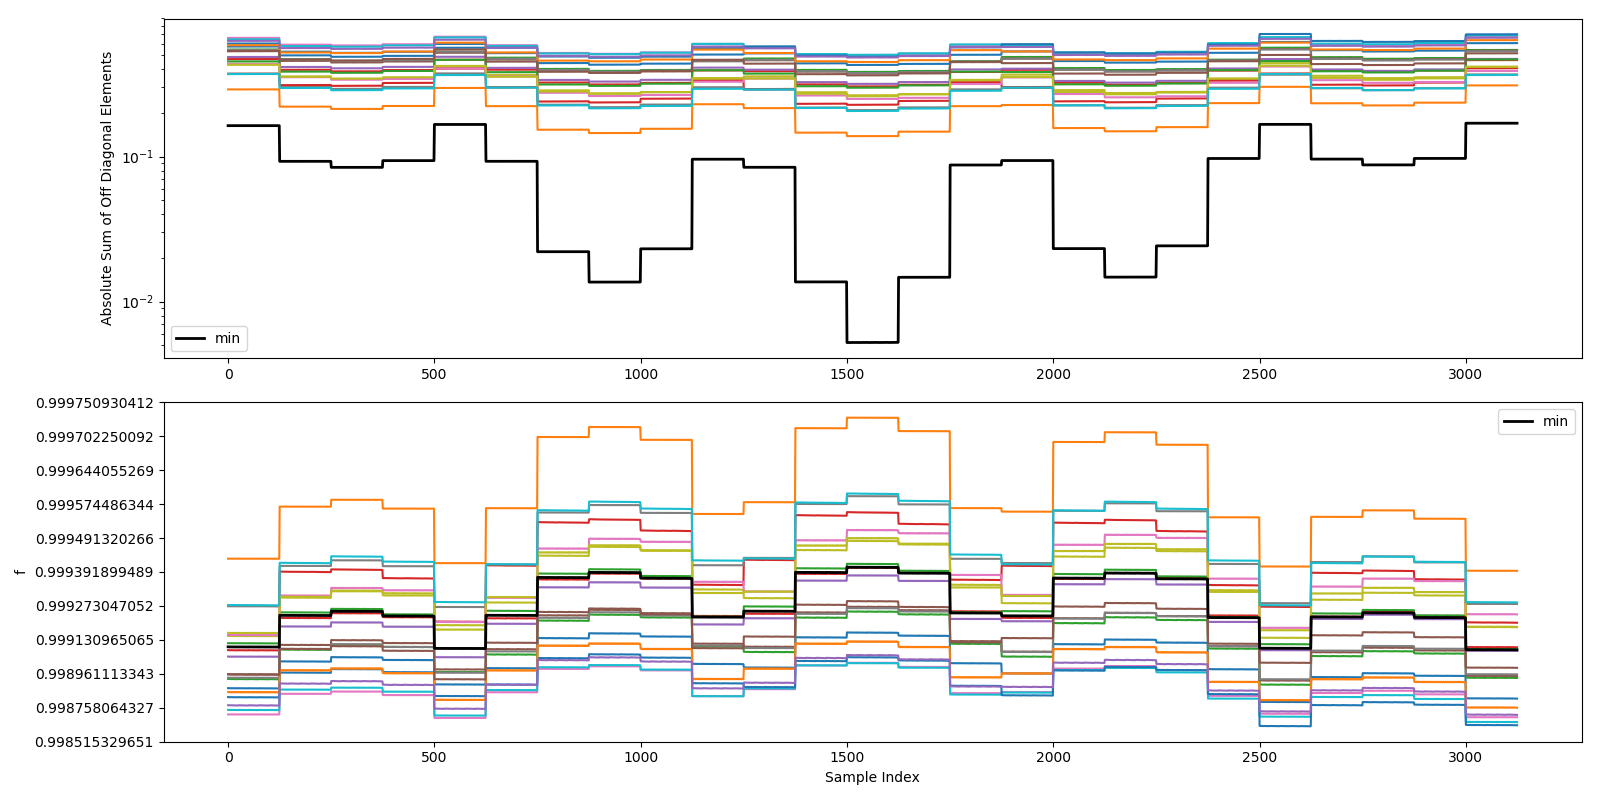 Absolute Sum of Off Diagonal Elements
10⁻¹
10⁻²
min
0 500 1000 1500 2000 2500 3000
f
0.999750930412
0.999702250092
0.999644055269
0.999574486344
0.999491320266
0.999391899489
0.999273047052
0.999130965065
0.998961113343
0.998758064327
0.998515329651
min
0 500 1000 1500 2000 2500 3000
Sample Index